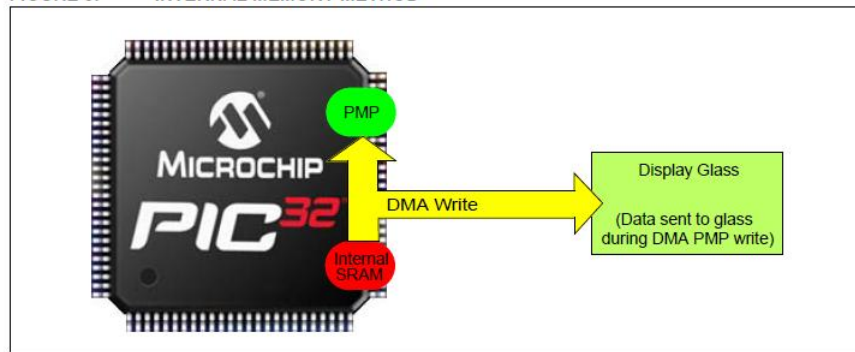 PMP
MICROCHIP
PIC32
DMA Write
Internal
SRAM
Display Glass
(Data sent to glass
during DMA PMP write)